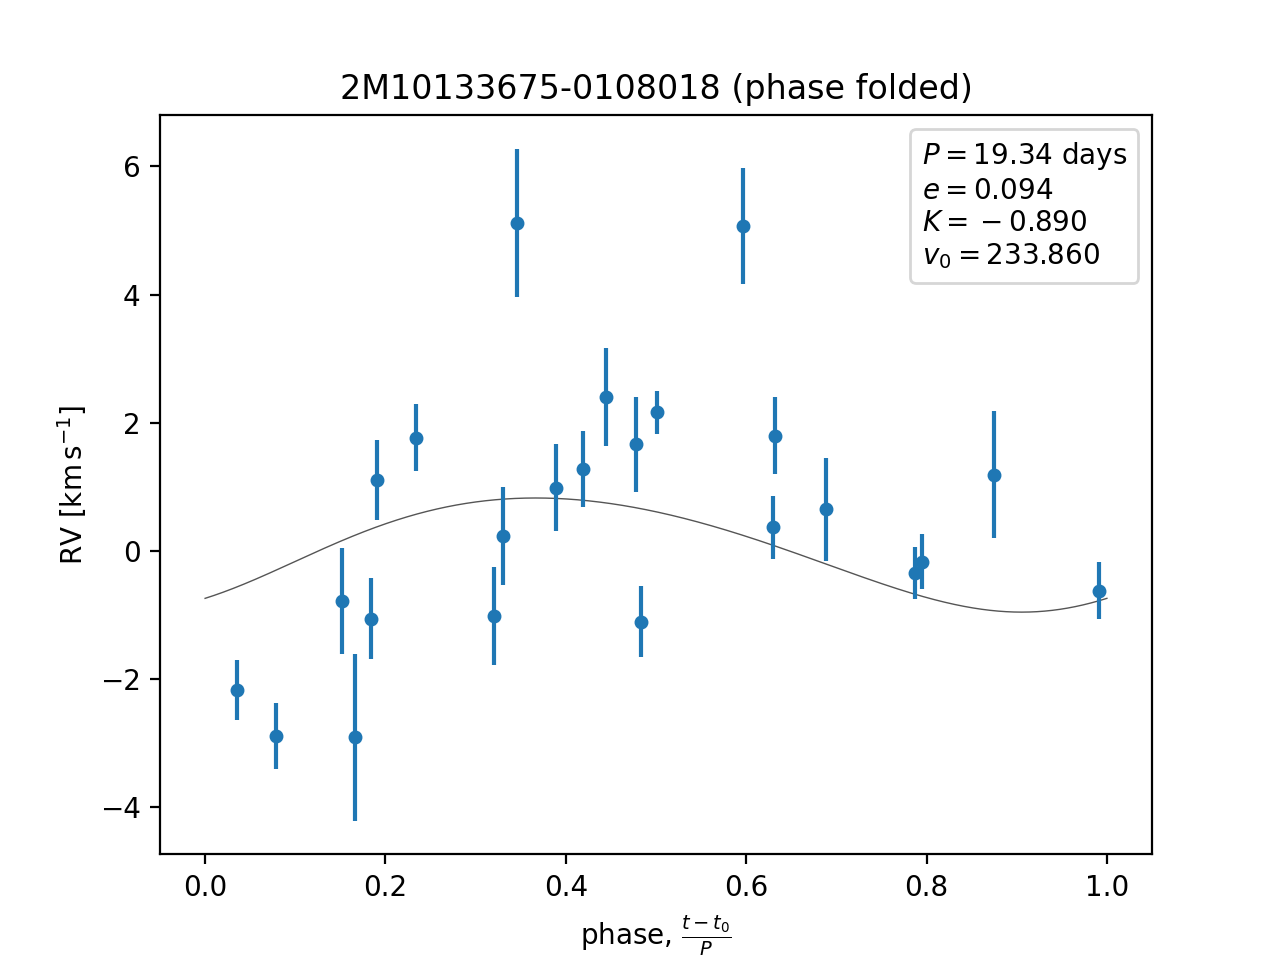 2M10133675-0108018 (phase folded)
P = 19.34 days
e = 0.094
K = −0.890
v₀ = 233.860
6
4
2
0
−2
−4
RV [km s⁻¹]
0.0 0.2 0.4 0.6 0.8 1.0
phase, (t − t₀)/P